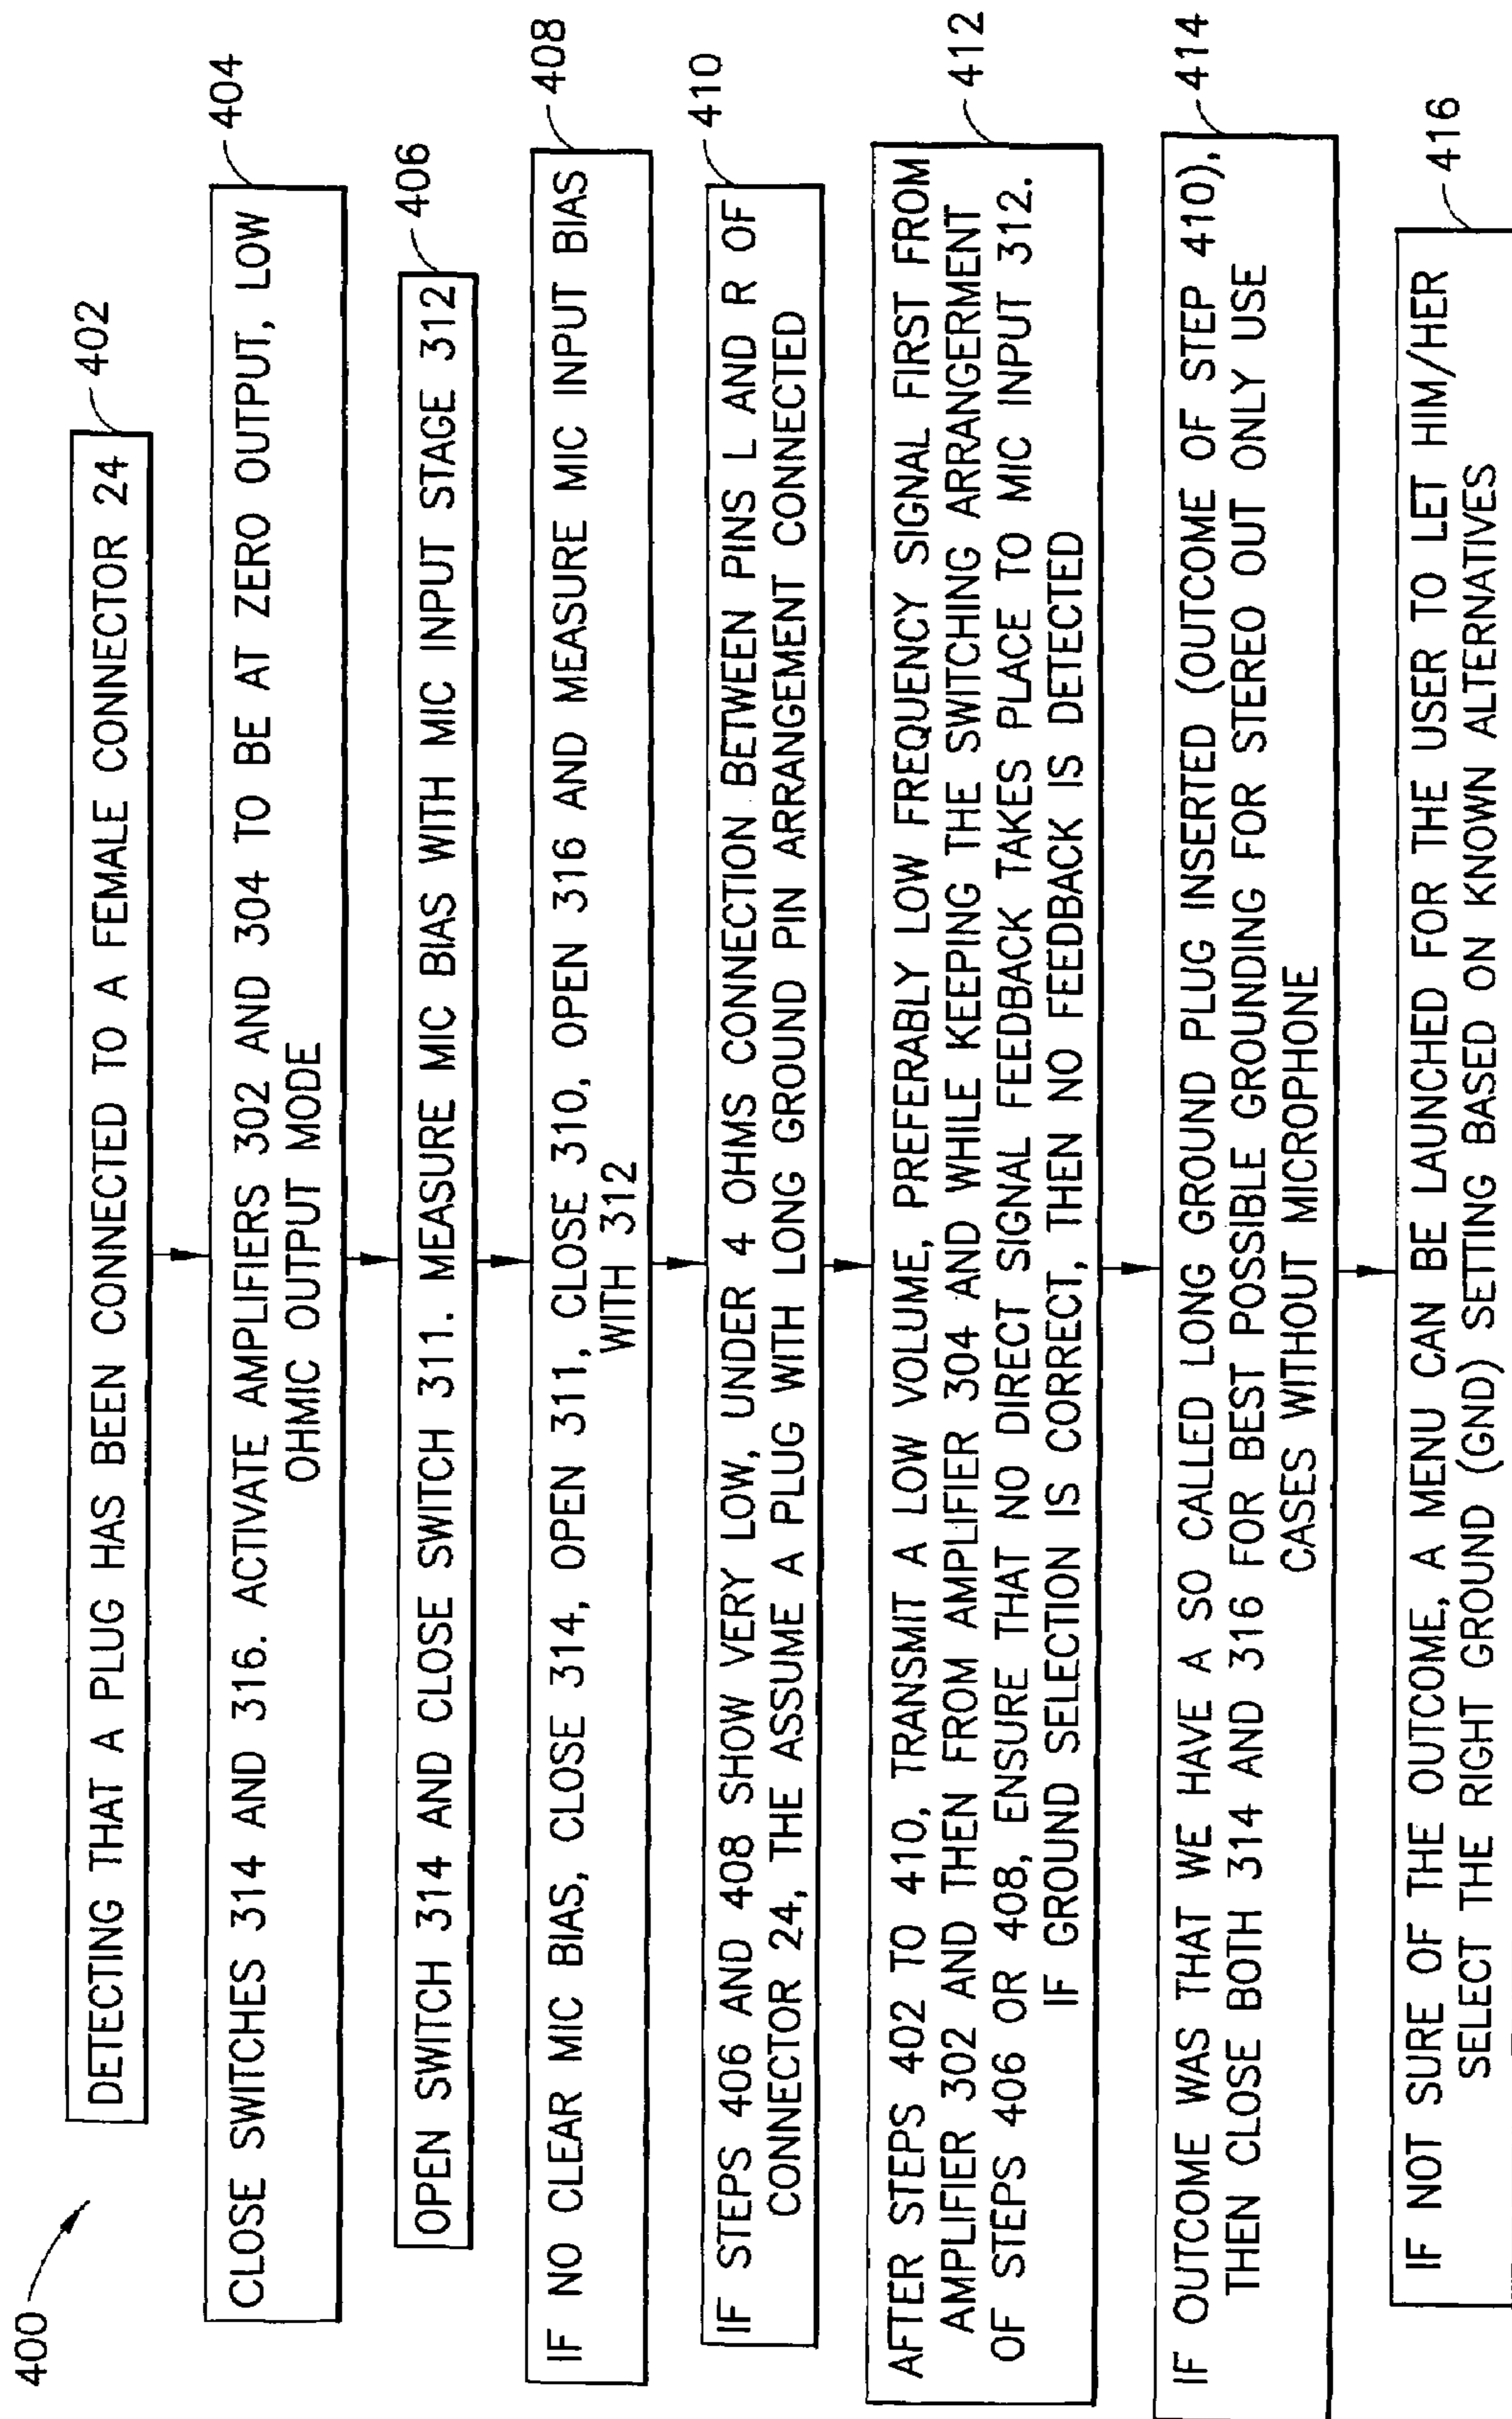 400
DETECTING THAT A PLUG HAS BEEN CONNECTED TO A FEMALE CONNECTOR 24
402
CLOSE SWITCHES 314 AND 316. ACTIVATE AMPLIFIERS 302 AND 304 TO BE AT ZERO OUTPUT, LOW
OHMIC OUTPUT MODE
404
OPEN SWITCH 314 AND CLOSE SWITCH 311. MEASURE MIC BIAS WITH MIC INPUT STAGE 312
406
IF NO CLEAR MIC BIAS, CLOSE 314, OPEN 311, CLOSE 310, OPEN 316 AND MEASURE MIC INPUT BIAS
WITH 312
408
IF STEPS 406 AND 408 SHOW VERY LOW, UNDER 4 OHMS CONNECTION BETWEEN PINS L AND R OF
CONNECTOR 24, THE ASSUME A PLUG WITH LONG GROUND PIN ARRANGEMENT CONNECTED
410
AFTER STEPS 402 TO 410, TRANSMIT A LOW VOLUME, PREFERABLY LOW FREQUENCY SIGNAL FIRST FROM
AMPLIFIER 302 AND THEN FROM AMPLIFIER 304 AND WHILE KEEPING THE SWITCHING ARRANGERMENT
OF STEPS 406 OR 408, ENSURE THAT NO DIRECT SIGNAL FEEDBACK TAKES PLACE TO MIC INPUT 312.
IF GROUND SELECTION IS CORRECT, THEN NO FEEDBACK IS DETECTED
412
IF OUTCOME WAS THAT WE HAVE A SO CALLED LONG GROUND PLUG INSERTED (OUTCOME OF STEP 410),
THEN CLOSE BOTH 314 AND 316 FOR BEST POSSIBLE GROUNDING FOR STEREO OUT ONLY USE
CASES WITHOUT MICROPHONE
414
IF NOT SURE OF THE OUTCOME, A MENU CAN BE LAUNCHED FOR THE USER TO LET HIM/HER
SELECT THE RIGHT GROUND (GND) SETTING BASED ON KNOWN ALTERNATIVES
416